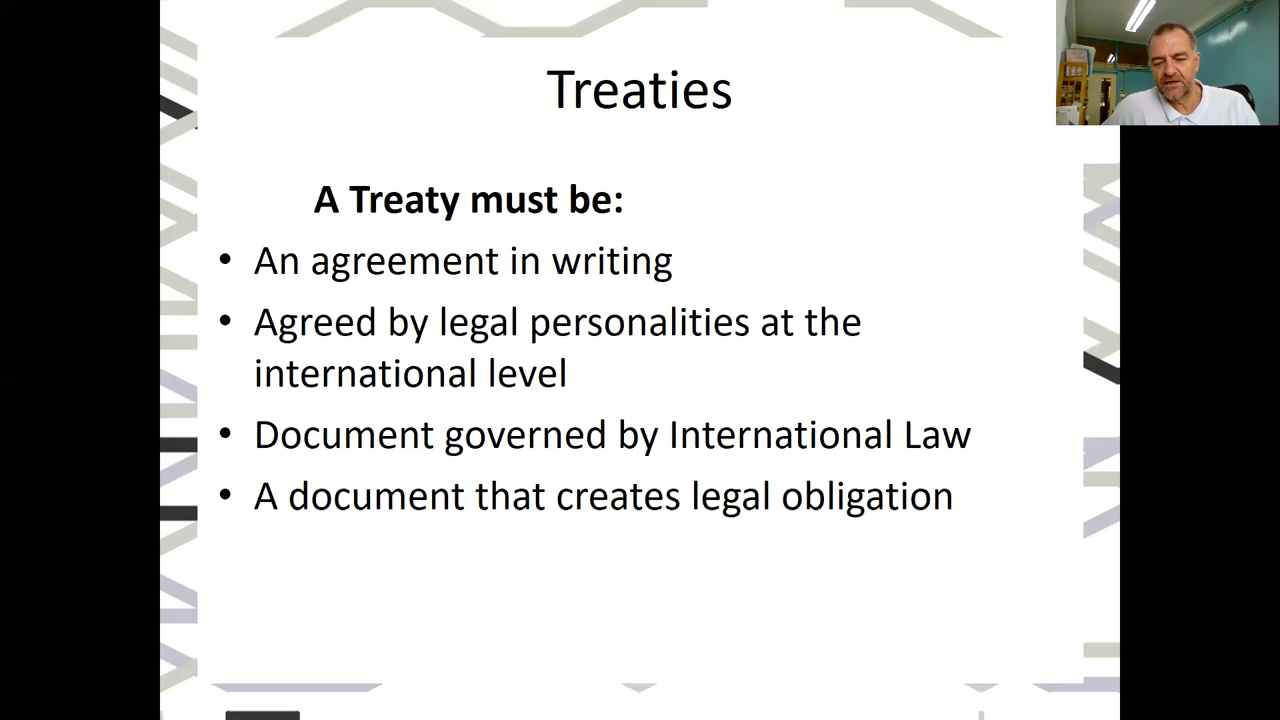 Treaties
A Treaty must be:
• An agreement in writing
• Agreed by legal personalities at the
international level
• Document governed by International Law
• A document that creates legal obligation